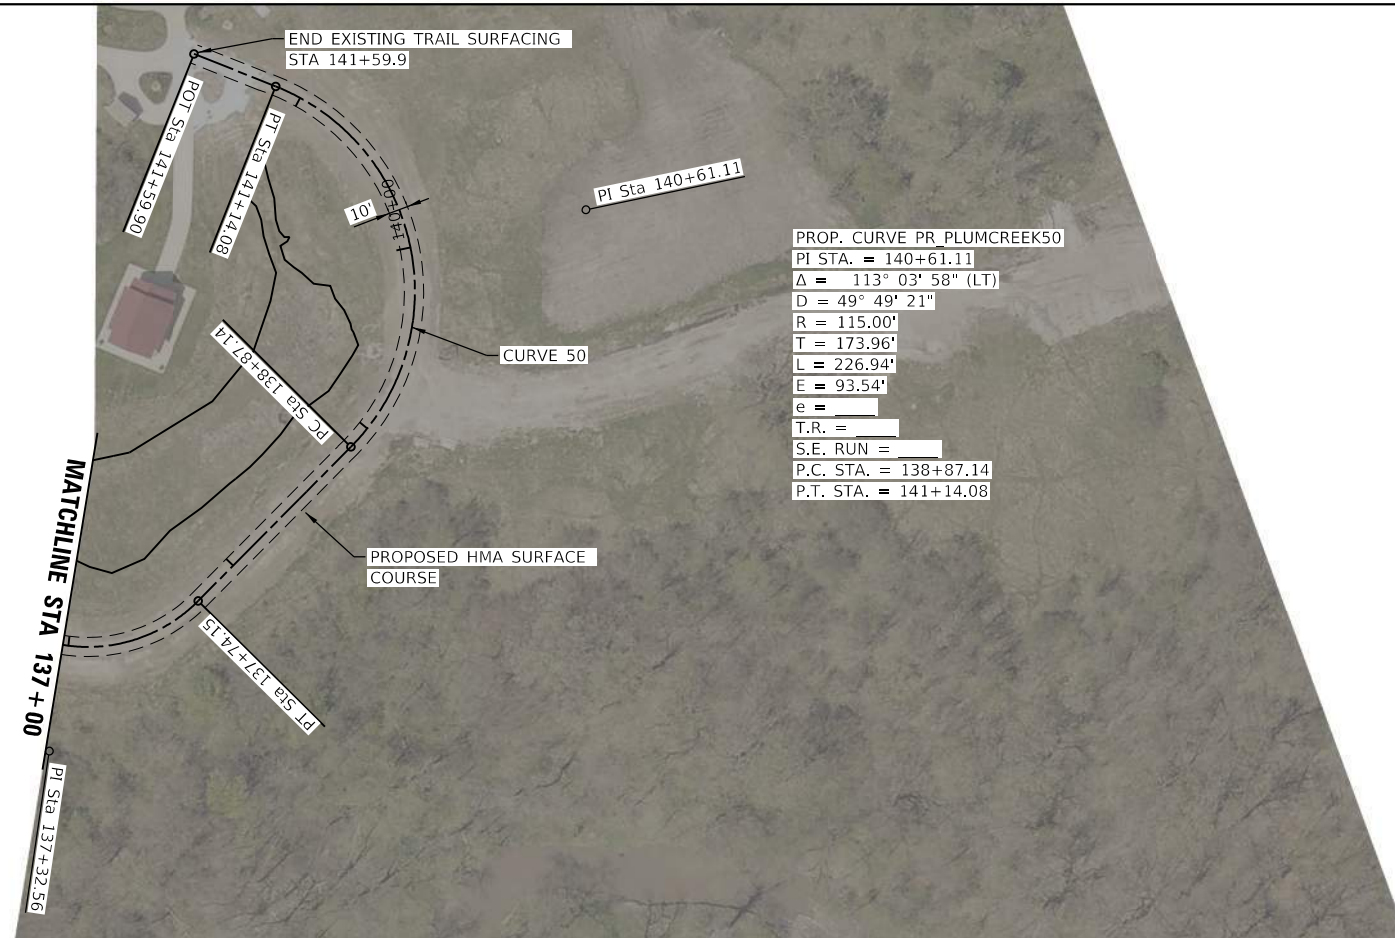 END EXISTING TRAIL SURFACING
STA 141+59.9
POT Sta 141+59.90
PT Sta 141+14.08
10'
140+00
PI Sta 140+61.11
PROP. CURVE PR_PLUMCREEK50
PI STA. = 140+61.11
Δ = 113° 03' 58" (LT)
D = 49° 49' 21"
R = 115.00'
T = 173.96'
L = 226.94'
E = 93.54'
e = ____
T.R. = ____
S.E. RUN = ____
P.C. STA. = 138+87.14
P.T. STA. = 141+14.08
CURVE 50
PC Sta 138+87.14
PROPOSED HMA SURFACE
COURSE
MATCHLINE STA 137+00
PT Sta 137+74.15
PI Sta 137+32.56